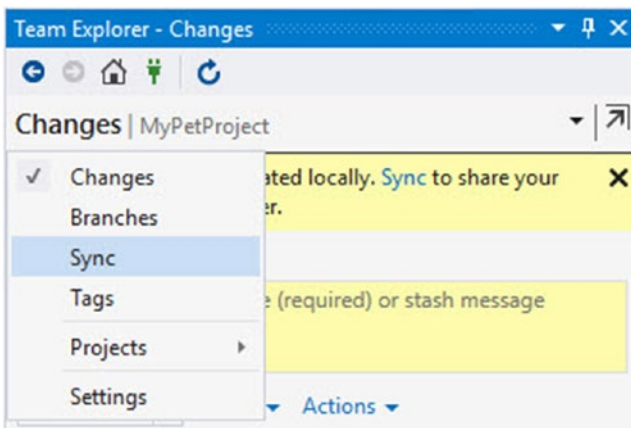 Team Explorer - Changes
Changes | MyPetProject
Changes
ated locally. Sync to share your
Branches
er.
Sync
Tags
e (required) or stash message
Projects
Settings
Actions